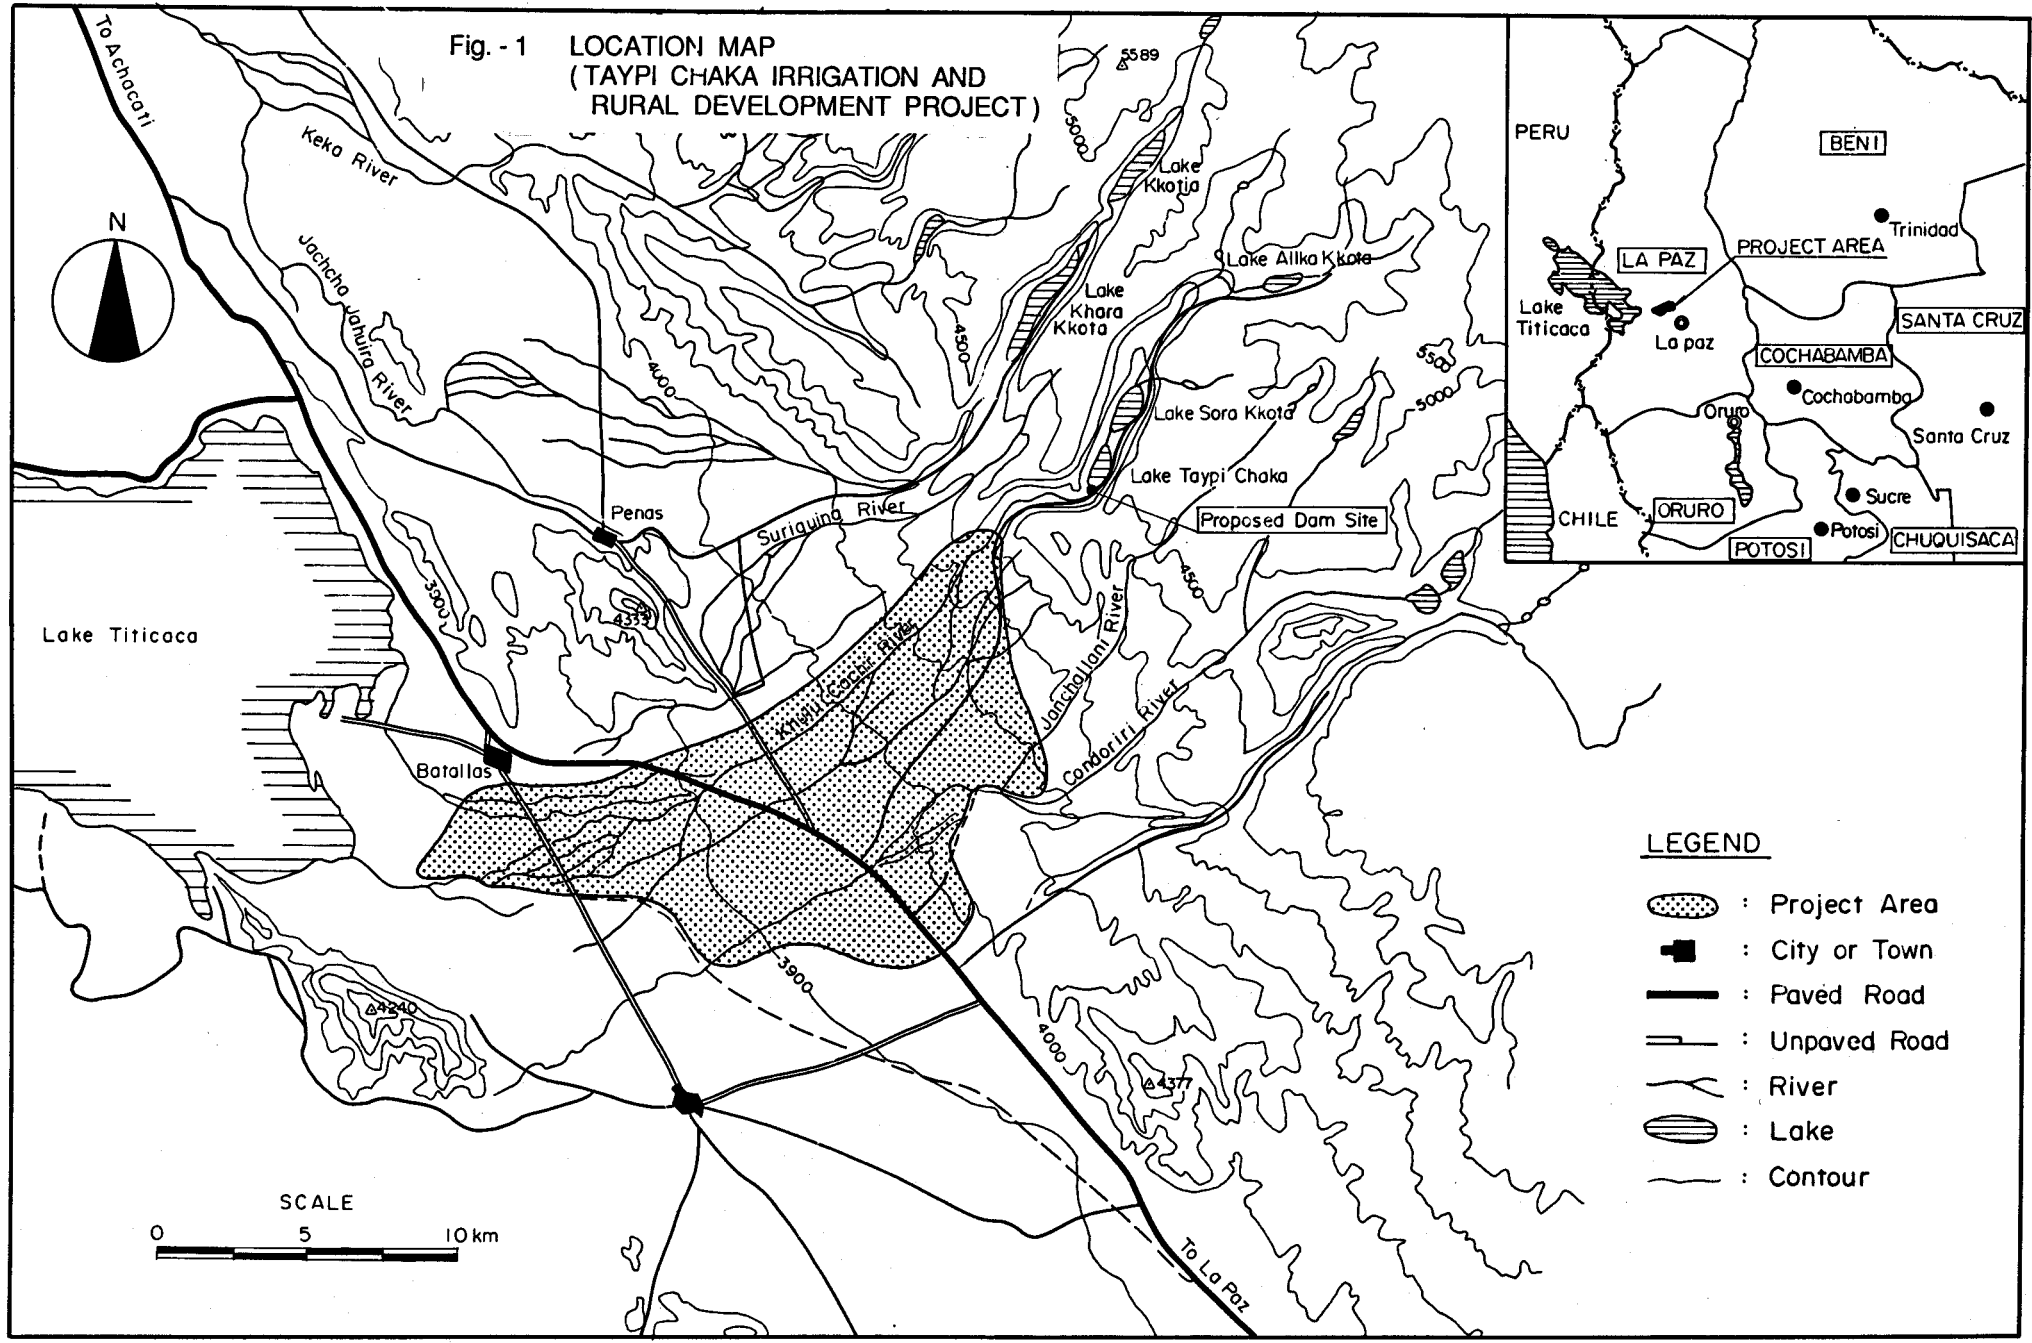 Fig. - 1 LOCATION MAP
(TAYPI CHAKA IRRIGATION AND
RURAL DEVELOPMENT PROJECT)
To Achacati
N
Keka River
Jachcha Jahuira River
5589
5000
Lake
Kkotia
Lake Allka Kkota
Lake
Khara
Kkota
4500
4000
5500
5000
Lake Sora Kkota
Lake Taypi Chaka
Proposed Dam Site
Penas
Suriquina River
3900
4333
4500
Lake Titicaca
Khulu Cachi River
Janchallani River
Condoriri River
Batallas
3900
4240
4000
4377
To La Paz
SCALE
0 5 10 km
PERU
BENI
Trinidad
LA PAZ
PROJECT AREA
Lake
Titicaca
La paz
SANTA CRUZ
COCHABAMBA
Cochabamba
Oruro
Santa Cruz
Sucre
ORURO
CHILE
Potosi
CHUQUISACA
POTOSI
LEGEND
: Project Area
: City or Town
: Paved Road
: Unpaved Road
: River
: Lake
: Contour